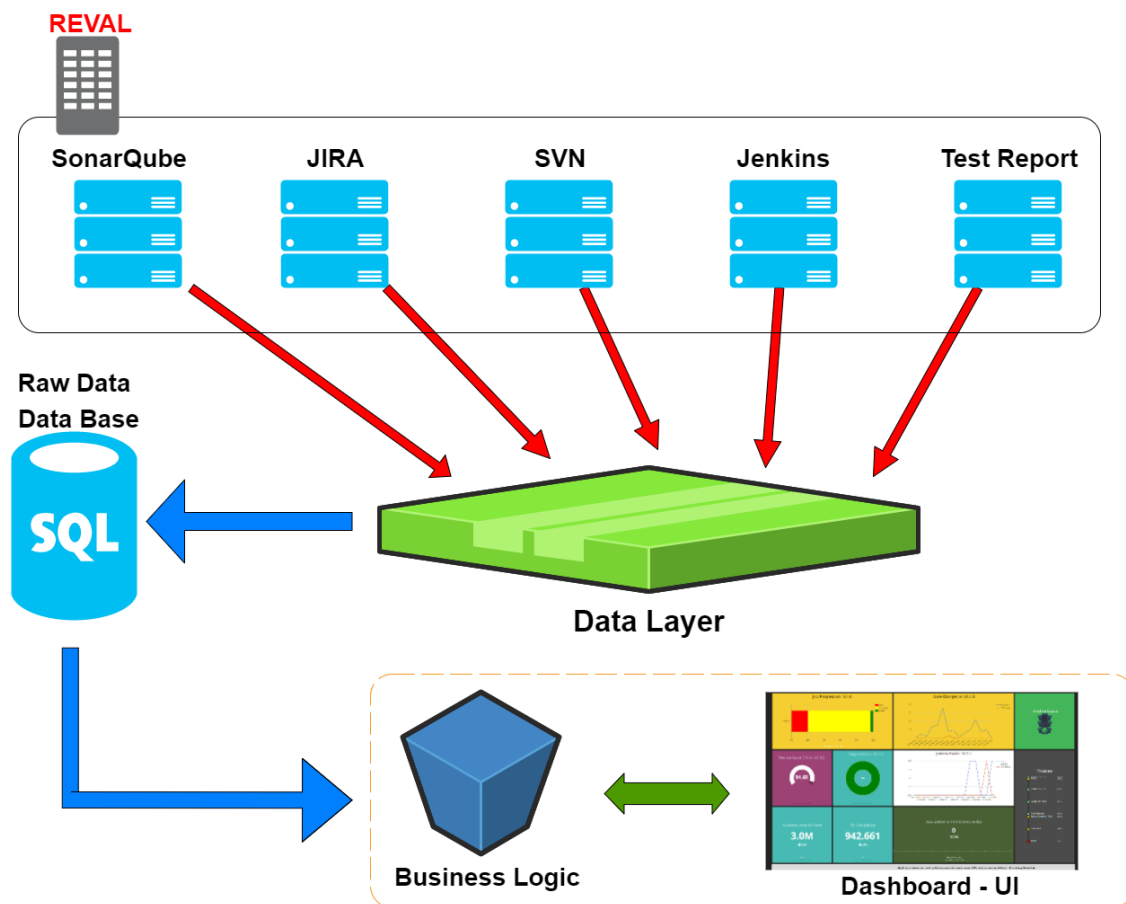 REVAL
SonarQube
JIRA
SVN
Jenkins
Test Report
Raw Data
Data Base
SQL
Data Layer
3.0M
942.661
0
Business Logic
Dashboard - UI